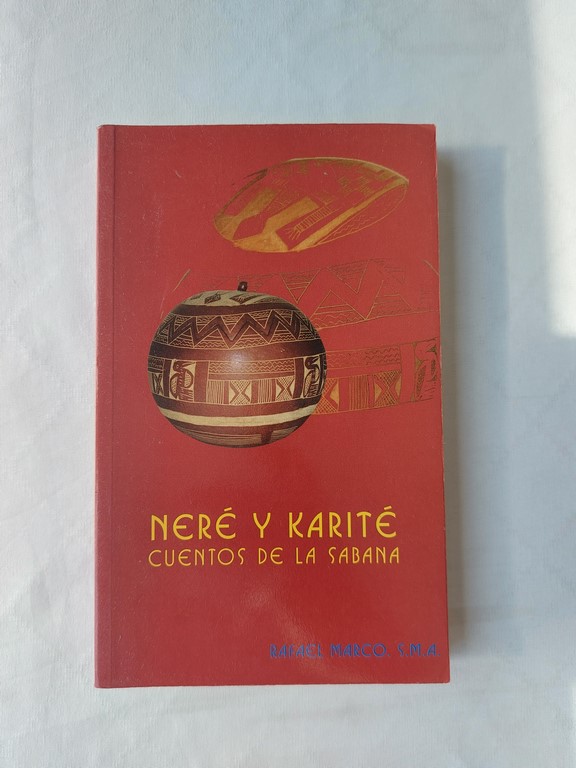 NERÉ Y KARITÉ
CUENTOS DE LA SABANA
RAFAEL MARCO, S.M.A.